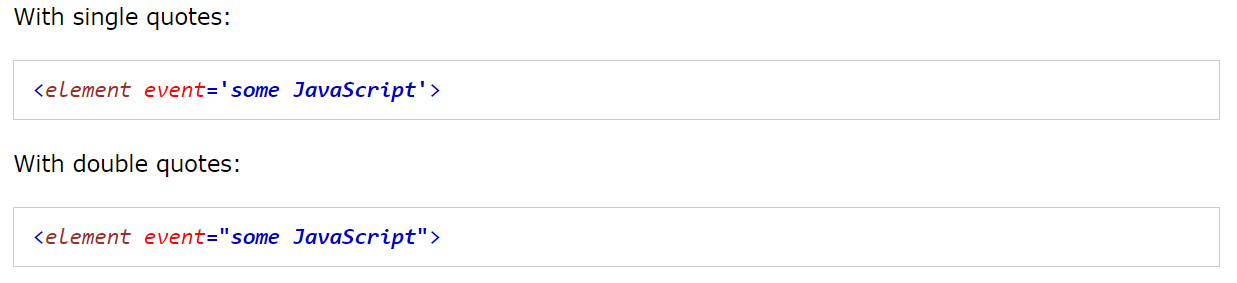 With single quotes:
<element event='some JavaScript'>
With double quotes:
<element event="some JavaScript">